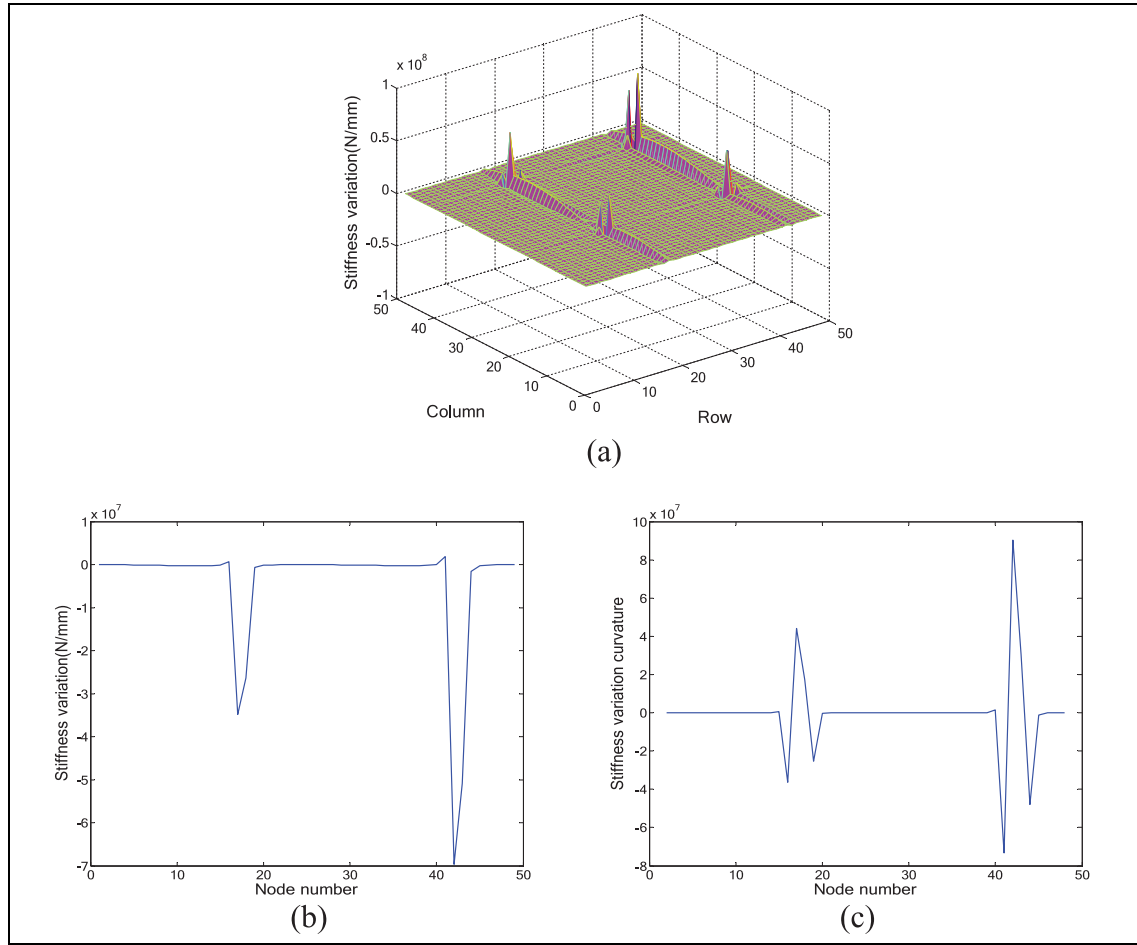 x 10^8
1
0.5
0
-0.5
-1
Stiffness variation(N/mm)
50
40
30
20
10
0
Column
0
10
20
30
40
50
Row
(a)
x 10^7
1
0
-1
-2
-3
-4
-5
-6
-7
Stiffness variation(N/mm)
0 10 20 30 40 50
Node number
(b)
x 10^7
10
8
6
4
2
0
-2
-4
-6
-8
Stiffness variation curvature
0 10 20 30 40 50
Node number
(c)